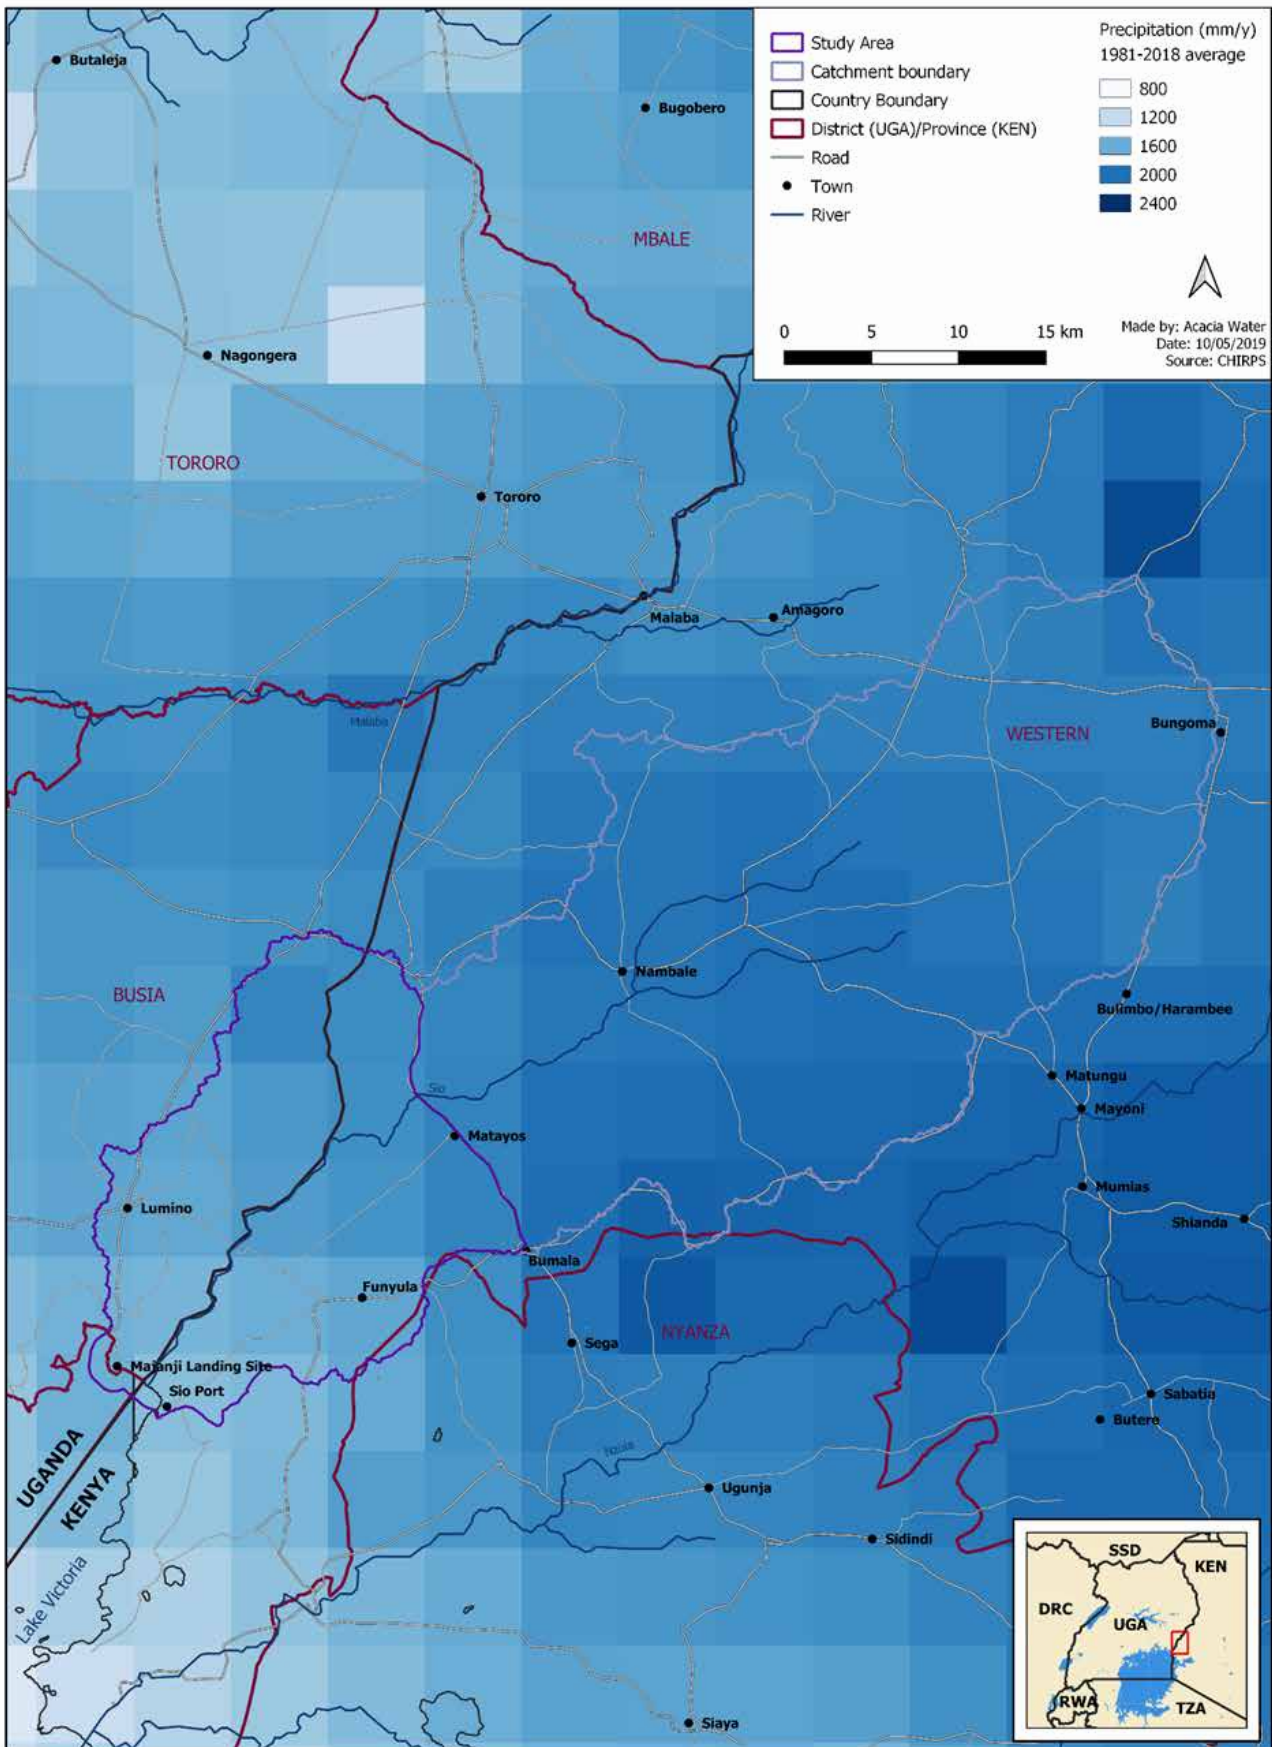 Study Area
Catchment boundary
Country Boundary
District (UGA)/Province (KEN)
Road
Town
River
Precipitation (mm/y)
1981-2018 average
800
1200
1600
2000
2400
0 5 10 15 km
Made by: Acacia Water
Date: 10/05/2019
Source: CHIRPS
Butaleja
Bugobero
MBALE
Nagongera
TORORO
Tororo
Malaba
Amagoro
Malaba
WESTERN
Bungoma
Nambale
BUSIA
Bulimbo/Harambee
Matungu
Sio
Mayoni
Matayos
Mumias
Lumino
Shianda
Bumala
Funyula
NYANZA
Sega
Majanji Landing Site
Sio Port
Sabatia
Butere
UGANDA
KENYA
Nzoia
Ugunja
Sidindi
Lake Victoria
Siaya
SSD
KEN
DRC
UGA
RWA
TZA